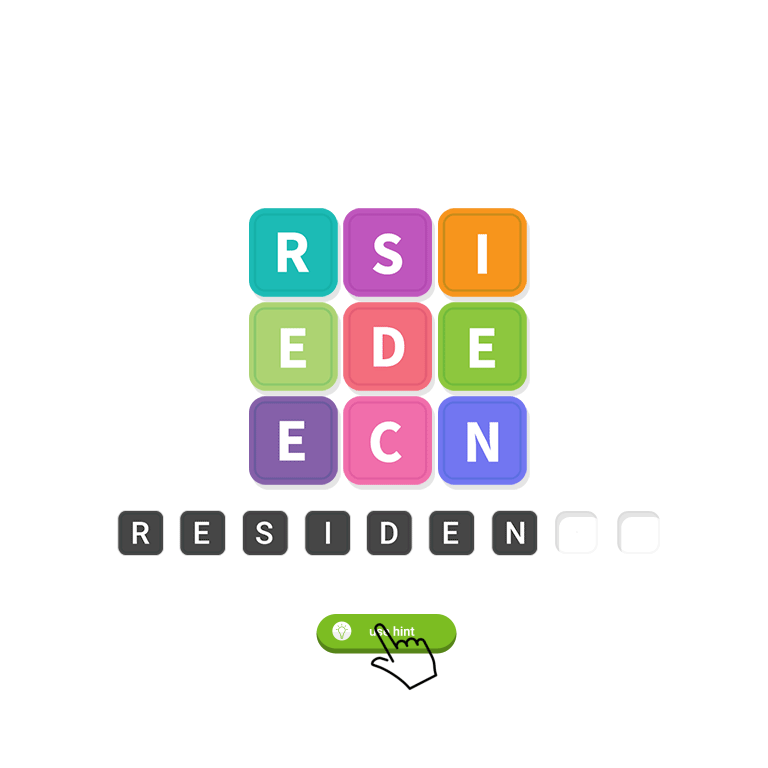 R S I
E D E
E C N
R E S I D E N
use hint